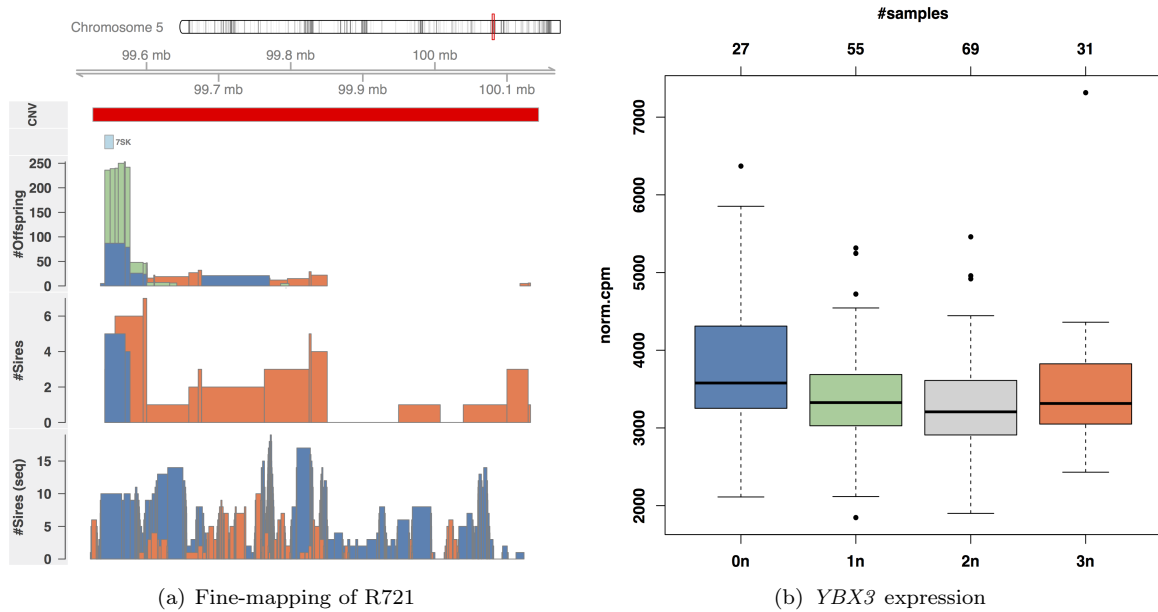 Chromosome 5
99.6 mb 99.8 mb 100 mb
99.7 mb 99.9 mb 100.1 mb
CNV
7SK
#Offspring
250
200
150
100
50
0
#Sires
6
4
2
0
#Sires (seq)
15
10
5
0
(a) Fine-mapping of R721
#samples
27 55 69 31
norm.cpm
7000
6000
5000
4000
3000
2000
0n 1n 2n 3n
(b) YBX3 expression